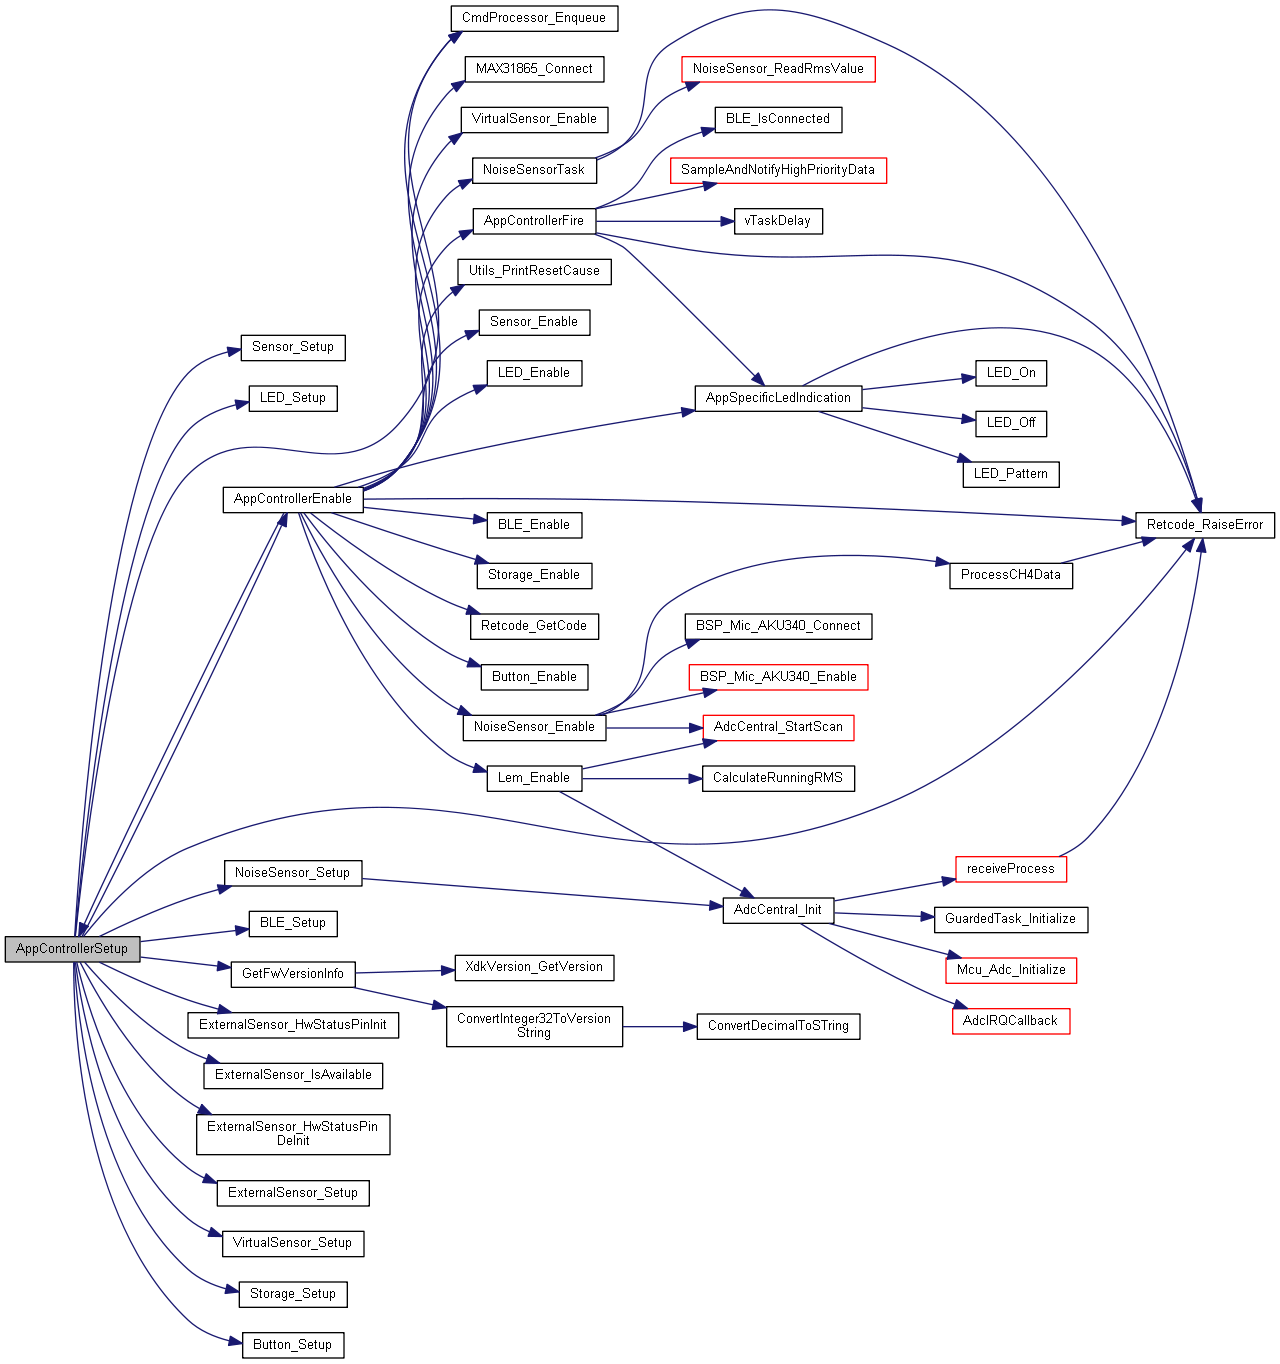 CmdProcessor_Enqueue
MAX31865_Connect
NoiseSensor_ReadRmsValue
VirtualSensor_Enable
BLE_IsConnected
NoiseSensorTask
SampleAndNotifyHighPriorityData
AppControllerFire
vTaskDelay
Utils_PrintResetCause
Sensor_Enable
Sensor_Setup
LED_Enable
LED_On
LED_Setup
AppSpecificLedIndication
LED_Off
LED_Pattern
AppControllerEnable
BLE_Enable
Retcode_RaiseError
Storage_Enable
ProcessCH4Data
Retcode_GetCode
BSP_Mic_AKU340_Connect
Button_Enable
BSP_Mic_AKU340_Enable
NoiseSensor_Enable
AdcCentral_StartScan
Lem_Enable
CalculateRunningRMS
NoiseSensor_Setup
receiveProcess
AdcCentral_Init
GuardedTask_Initialize
BLE_Setup
AppControllerSetup
GetFwVersionInfo
XdkVersion_GetVersion
Mcu_Adc_Initialize
ExternalSensor_HwStatusPinInit
ConvertInteger32ToVersion
String
ConvertDecimalToSTring
AdcIRQCallback
ExternalSensor_IsAvailable
ExternalSensor_HwStatusPin
DeInit
ExternalSensor_Setup
VirtualSensor_Setup
Storage_Setup
Button_Setup